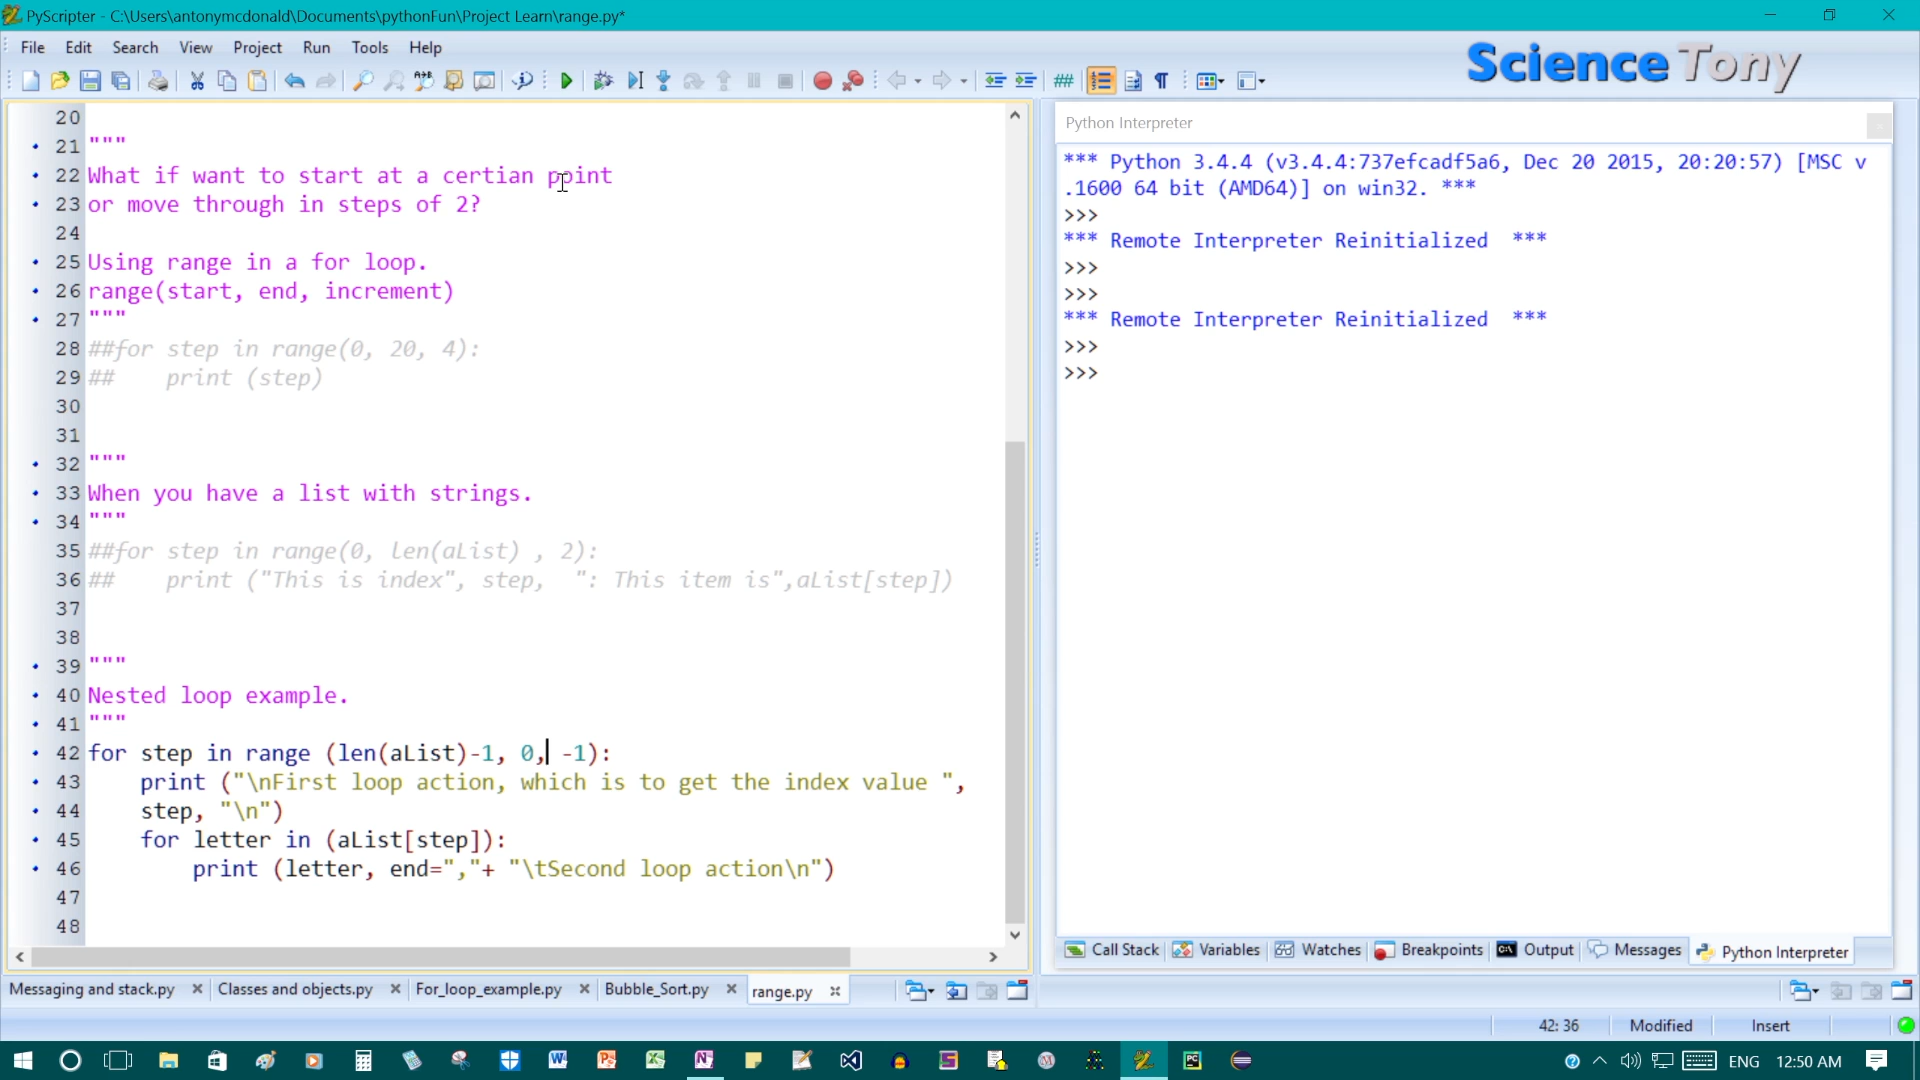 PyScripter - C:\Users\antonymcdonald\Documents\pythonFun\Project Learn\range.py*
File Edit Search View Project Run Tools Help
ScienceTony
20
21 """
22 What if want to start at a certian point
23 or move through in steps of 2?
24
25 Using range in a for loop.
26 range(start, end, increment)
27 """
28 ##for step in range(0, 20, 4):
29 ##    print (step)
30
31
32 """
33 When you have a list with strings.
34 """
35 ##for step in range(0, len(aList) , 2):
36 ##    print ("This is index", step,  ": This item is",aList[step])
37
38
39 """
40 Nested loop example.
41 """
42 for step in range (len(aList)-1, 0, -1):
43     print ("\nFirst loop action, which is to get the index value ",
44     step, "\n")
45     for letter in (aList[step]):
46         print (letter, end=","+ "\tSecond loop action\n")
47
48
Python Interpreter
*** Python 3.4.4 (v3.4.4:737efcadf5a6, Dec 20 2015, 20:20:57) [MSC v
.1600 64 bit (AMD64)] on win32. ***
>>>
*** Remote Interpreter Reinitialized  ***
>>>
>>>
*** Remote Interpreter Reinitialized  ***
>>>
>>>
Call Stack Variables Watches Breakpoints Output Messages Python Interpreter
Messaging and stack.py Classes and objects.py For_loop_example.py Bubble_Sort.py range.py
42: 36 Modified Insert
ENG 12:50 AM